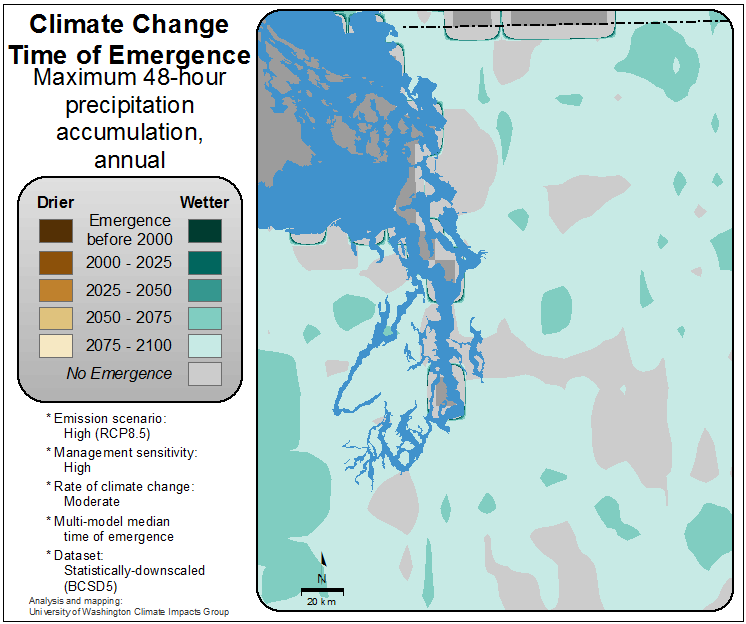 Climate Change
Time of Emergence
Maximum 48-hour
precipitation
accumulation,
annual
Drier
Wetter
Emergence
before 2000
2000 - 2025
2025 - 2050
2050 - 2075
2075 - 2100
No Emergence
* Emission scenario:
High (RCP8.5)
* Management sensitivity:
High
* Rate of climate change:
Moderate
* Multi-model median
time of emergence
* Dataset:
Statistically-downscaled
(BCSD5)
Analysis and mapping:
University of Washington Climate Impacts Group
N
20 km